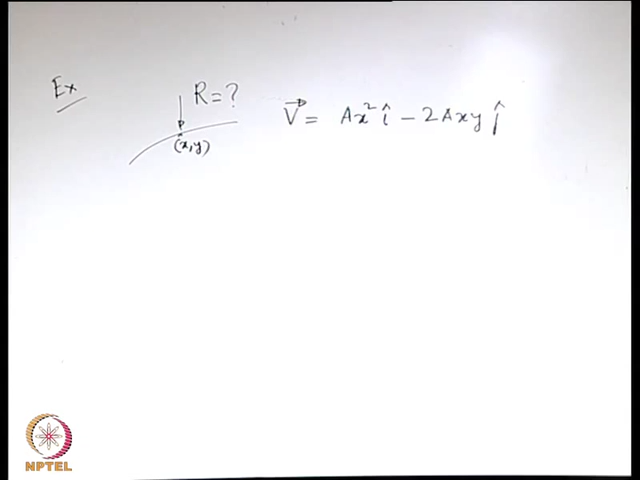 Ex
R=?
(x,y)
V⃗ = Ax² î − 2Axy ĵ
NPTEL